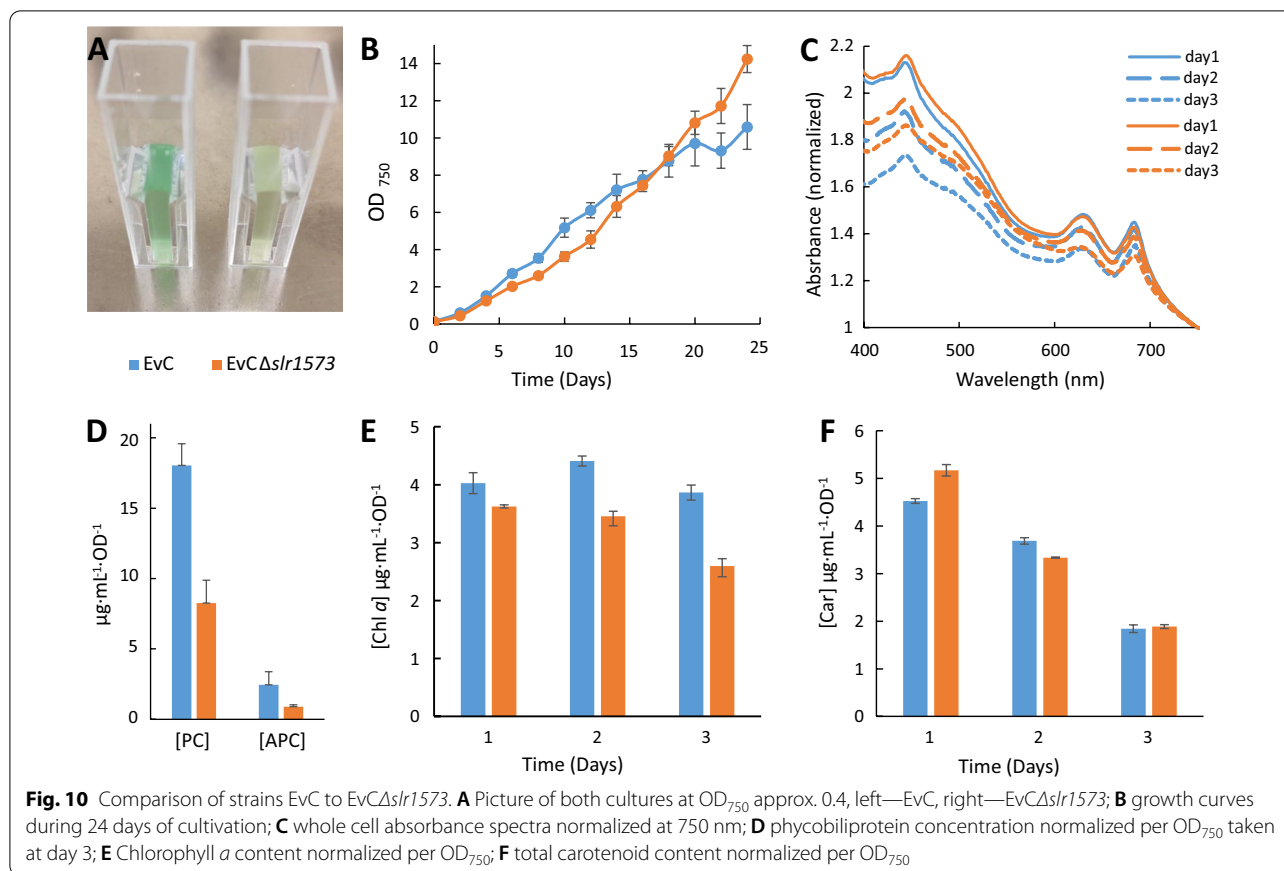 A
B
OD750
14
12
10
8
6
4
2
0
0 5 10 15 20 25
Time (Days)
C
Absrbance (normalized)
2.2
2
1.8
1.6
1.4
1.2
1
400 500 600 700
Wavelength (nm)
day1
day2
day3
day1
day2
day3
EvC EvCΔslr1573
D
µg·mL⁻¹·OD⁻¹
20
10
0
[PC] [APC]
E
[Chl a] µg·mL⁻¹·OD⁻¹
5
4
4
3
3
2
2
1
1
0
1 2 3
Time (Days)
F
[Car] µg·mL⁻¹·OD⁻¹
6
5
4
3
2
1
0
1 2 3
Time (Days)
Fig. 10 Comparison of strains EvC to EvCΔslr1573. A Picture of both cultures at OD750 approx. 0.4, left—EvC, right—EvCΔslr1573; B growth curves
during 24 days of cultivation; C whole cell absorbance spectra normalized at 750 nm; D phycobiliprotein concentration normalized per OD750 taken
at day 3; E Chlorophyll a content normalized per OD750; F total carotenoid content normalized per OD750